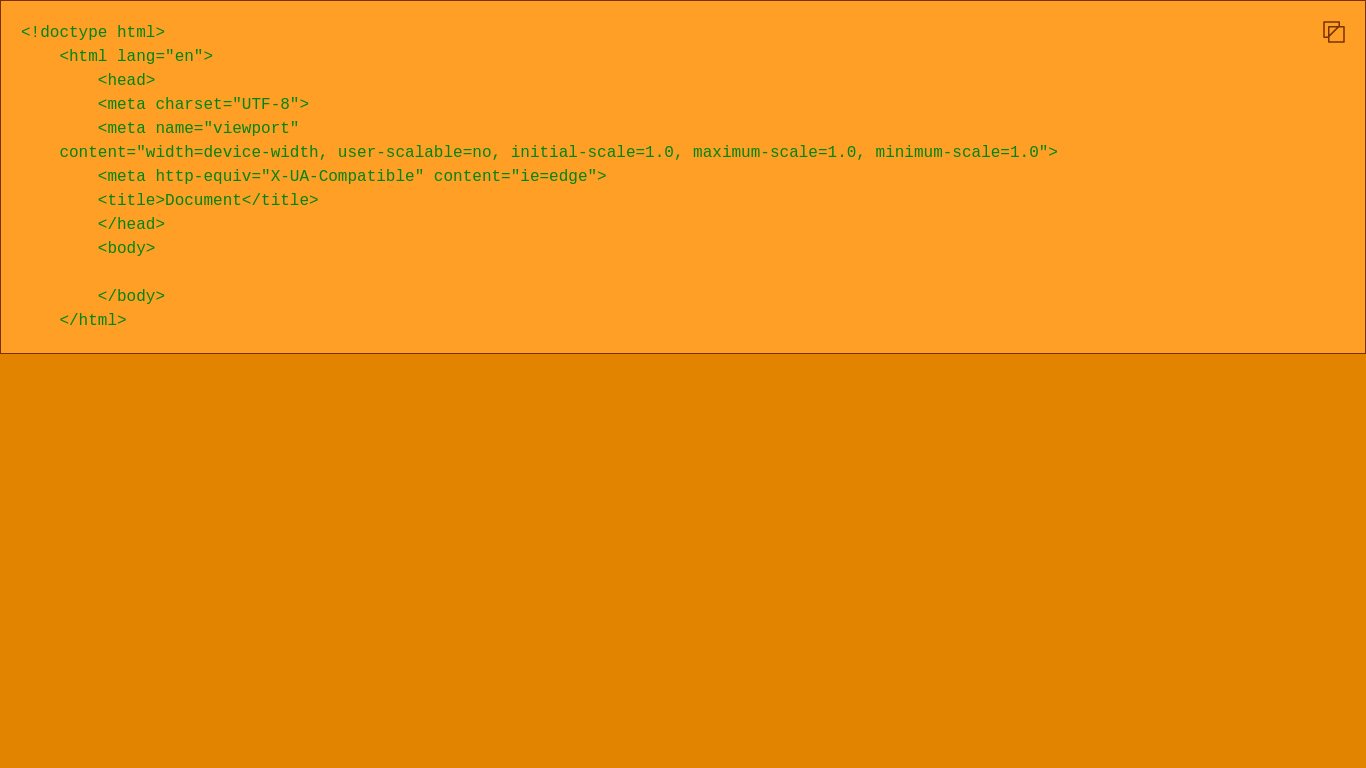 <!doctype html>
<html lang="en">
<head>
<meta charset="UTF-8">
<meta name="viewport"
content="width=device-width, user-scalable=no, initial-scale=1.0, maximum-scale=1.0, minimum-scale=1.0">
<meta http-equiv="X-UA-Compatible" content="ie=edge">
<title>Document</title>
</head>
<body>
</body>
</html>